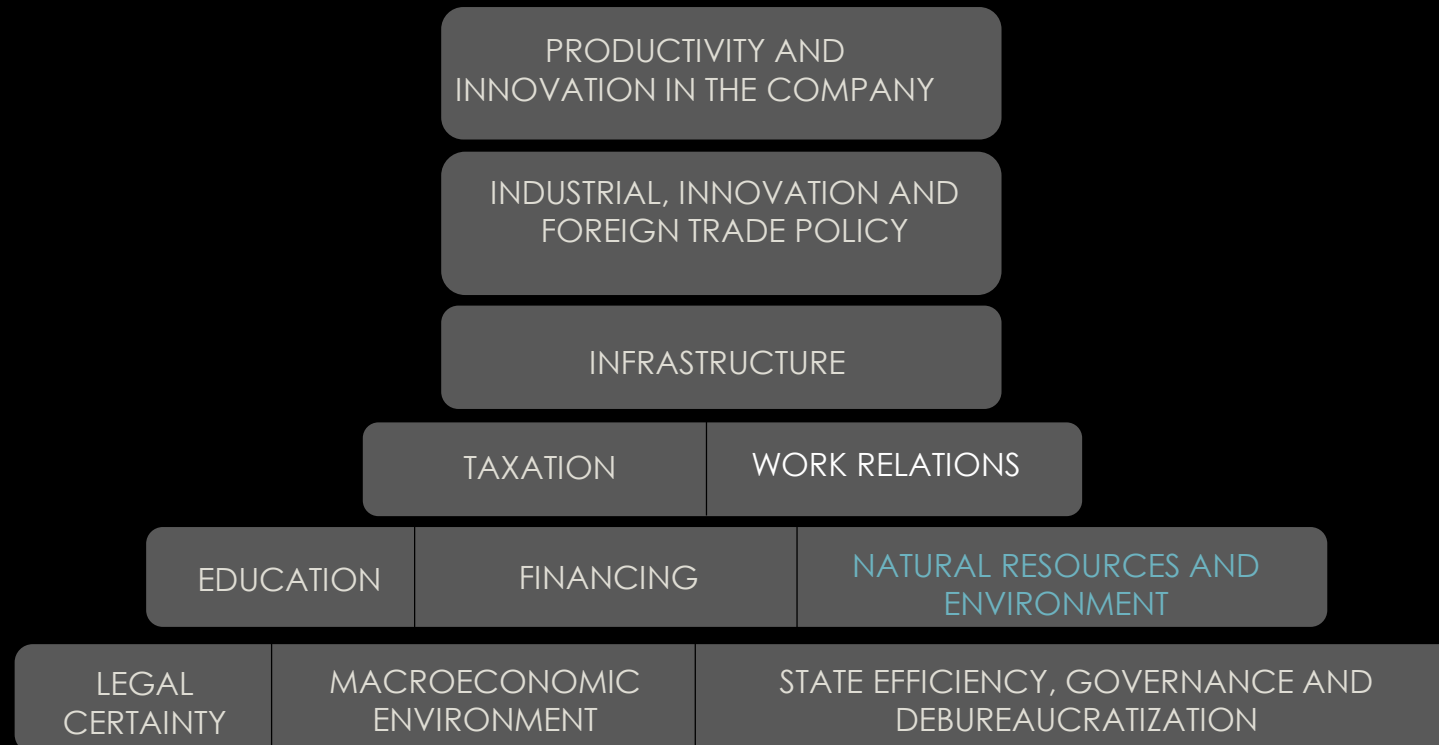 PRODUCTIVITY AND
INNOVATION IN THE COMPANY
INDUSTRIAL, INNOVATION AND
FOREIGN TRADE POLICY
INFRASTRUCTURE
TAXATION
WORK RELATIONS
EDUCATION
FINANCING
NATURAL RESOURCES AND
ENVIRONMENT
LEGAL
CERTAINTY
MACROECONOMIC
ENVIRONMENT
STATE EFFICIENCY, GOVERNANCE AND
DEBUREAUCRATIZATION